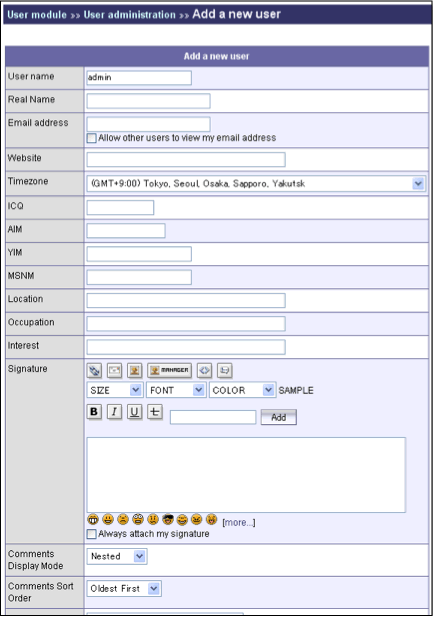 User module >> User administration >> Add a new user
Add a new user
User name
admin
Real Name
Email address
Allow other users to view my email address
Website
Timezone
(GMT+9:00) Tokyo, Seoul, Osaka, Sapporo, Yakutsk
ICQ
AIM
YIM
MSNM
Location
Occupation
Interest
Signature
MANAGER
SIZE FONT COLOR SAMPLE
B I U t
Add
[more...]
Always attach my signature
Comments
Display Mode
Nested
Comments Sort
Order
Oldest First